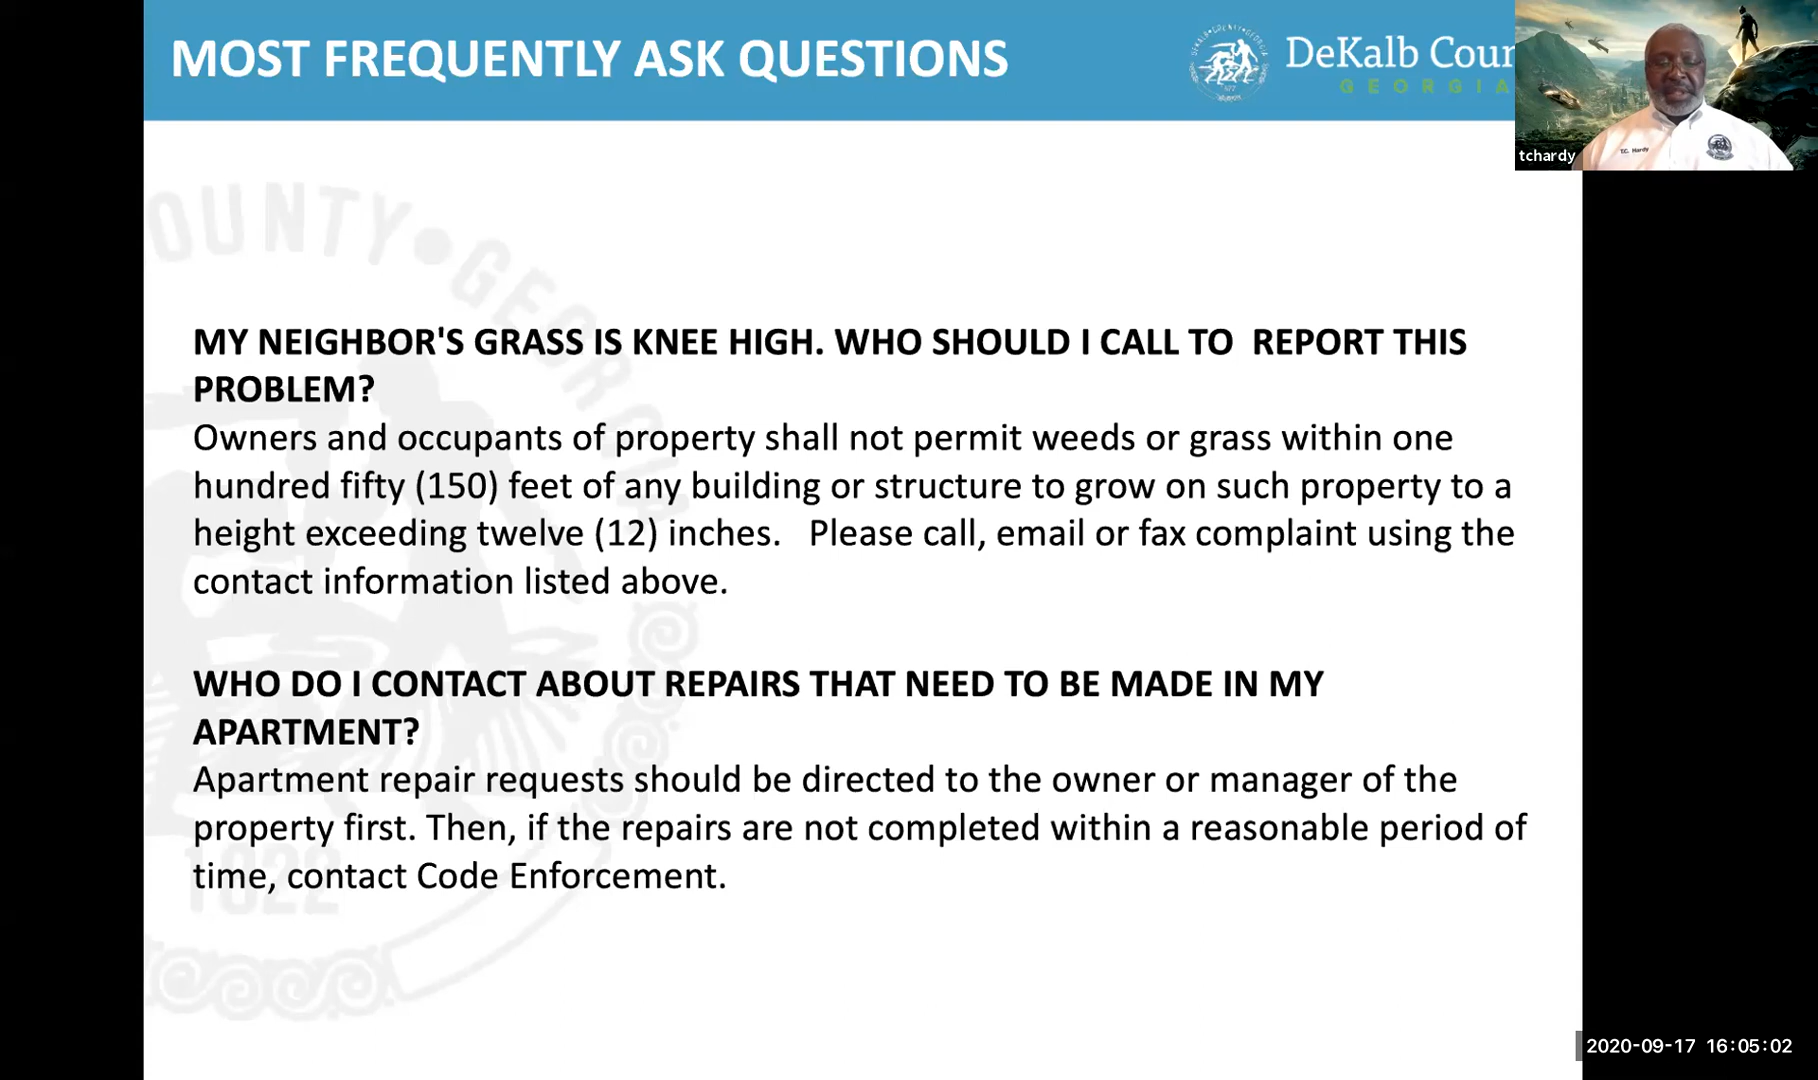 MOST FREQUENTLY ASK QUESTIONS
DeKalb Coun
GEORGIA
T.C. Hardy
tchardy
OUNTY GEORGIA
MY NEIGHBOR'S GRASS IS KNEE HIGH. WHO SHOULD I CALL TO  REPORT THIS
PROBLEM?
Owners and occupants of property shall not permit weeds or grass within one
hundred fifty (150) feet of any building or structure to grow on such property to a
height exceeding twelve (12) inches.   Please call, email or fax complaint using the
contact information listed above.
WHO DO I CONTACT ABOUT REPAIRS THAT NEED TO BE MADE IN MY
APARTMENT?
Apartment repair requests should be directed to the owner or manager of the
property first. Then, if the repairs are not completed within a reasonable period of
time, contact Code Enforcement.
1822
2020-09-17 16:05:02